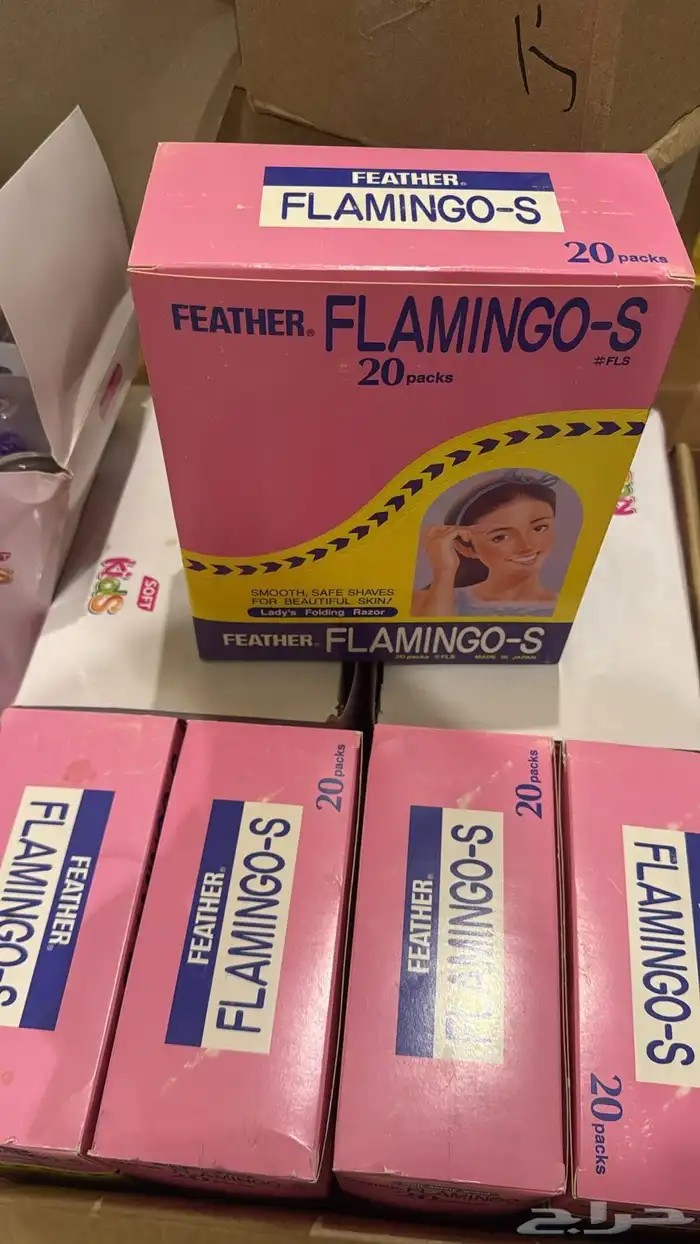 FEATHER®
FLAMINGO-S
20 packs
FEATHER® FLAMINGO-S
#FLS
20 packs
SMOOTH, SAFE SHAVES
FOR BEAUTIFUL SKIN!
Lady's Folding Razor
FEATHER® FLAMINGO-S
20 packs #FLS MADE IN JAPAN
SOFT
Kids
FEATHER®
FLAMINGO-S
20 packs
FEATHER®
FLAMINGO-S
20 packs
FEATHER®
FLAMINGO-S
FLAMINGO-S
20 packs
حراج